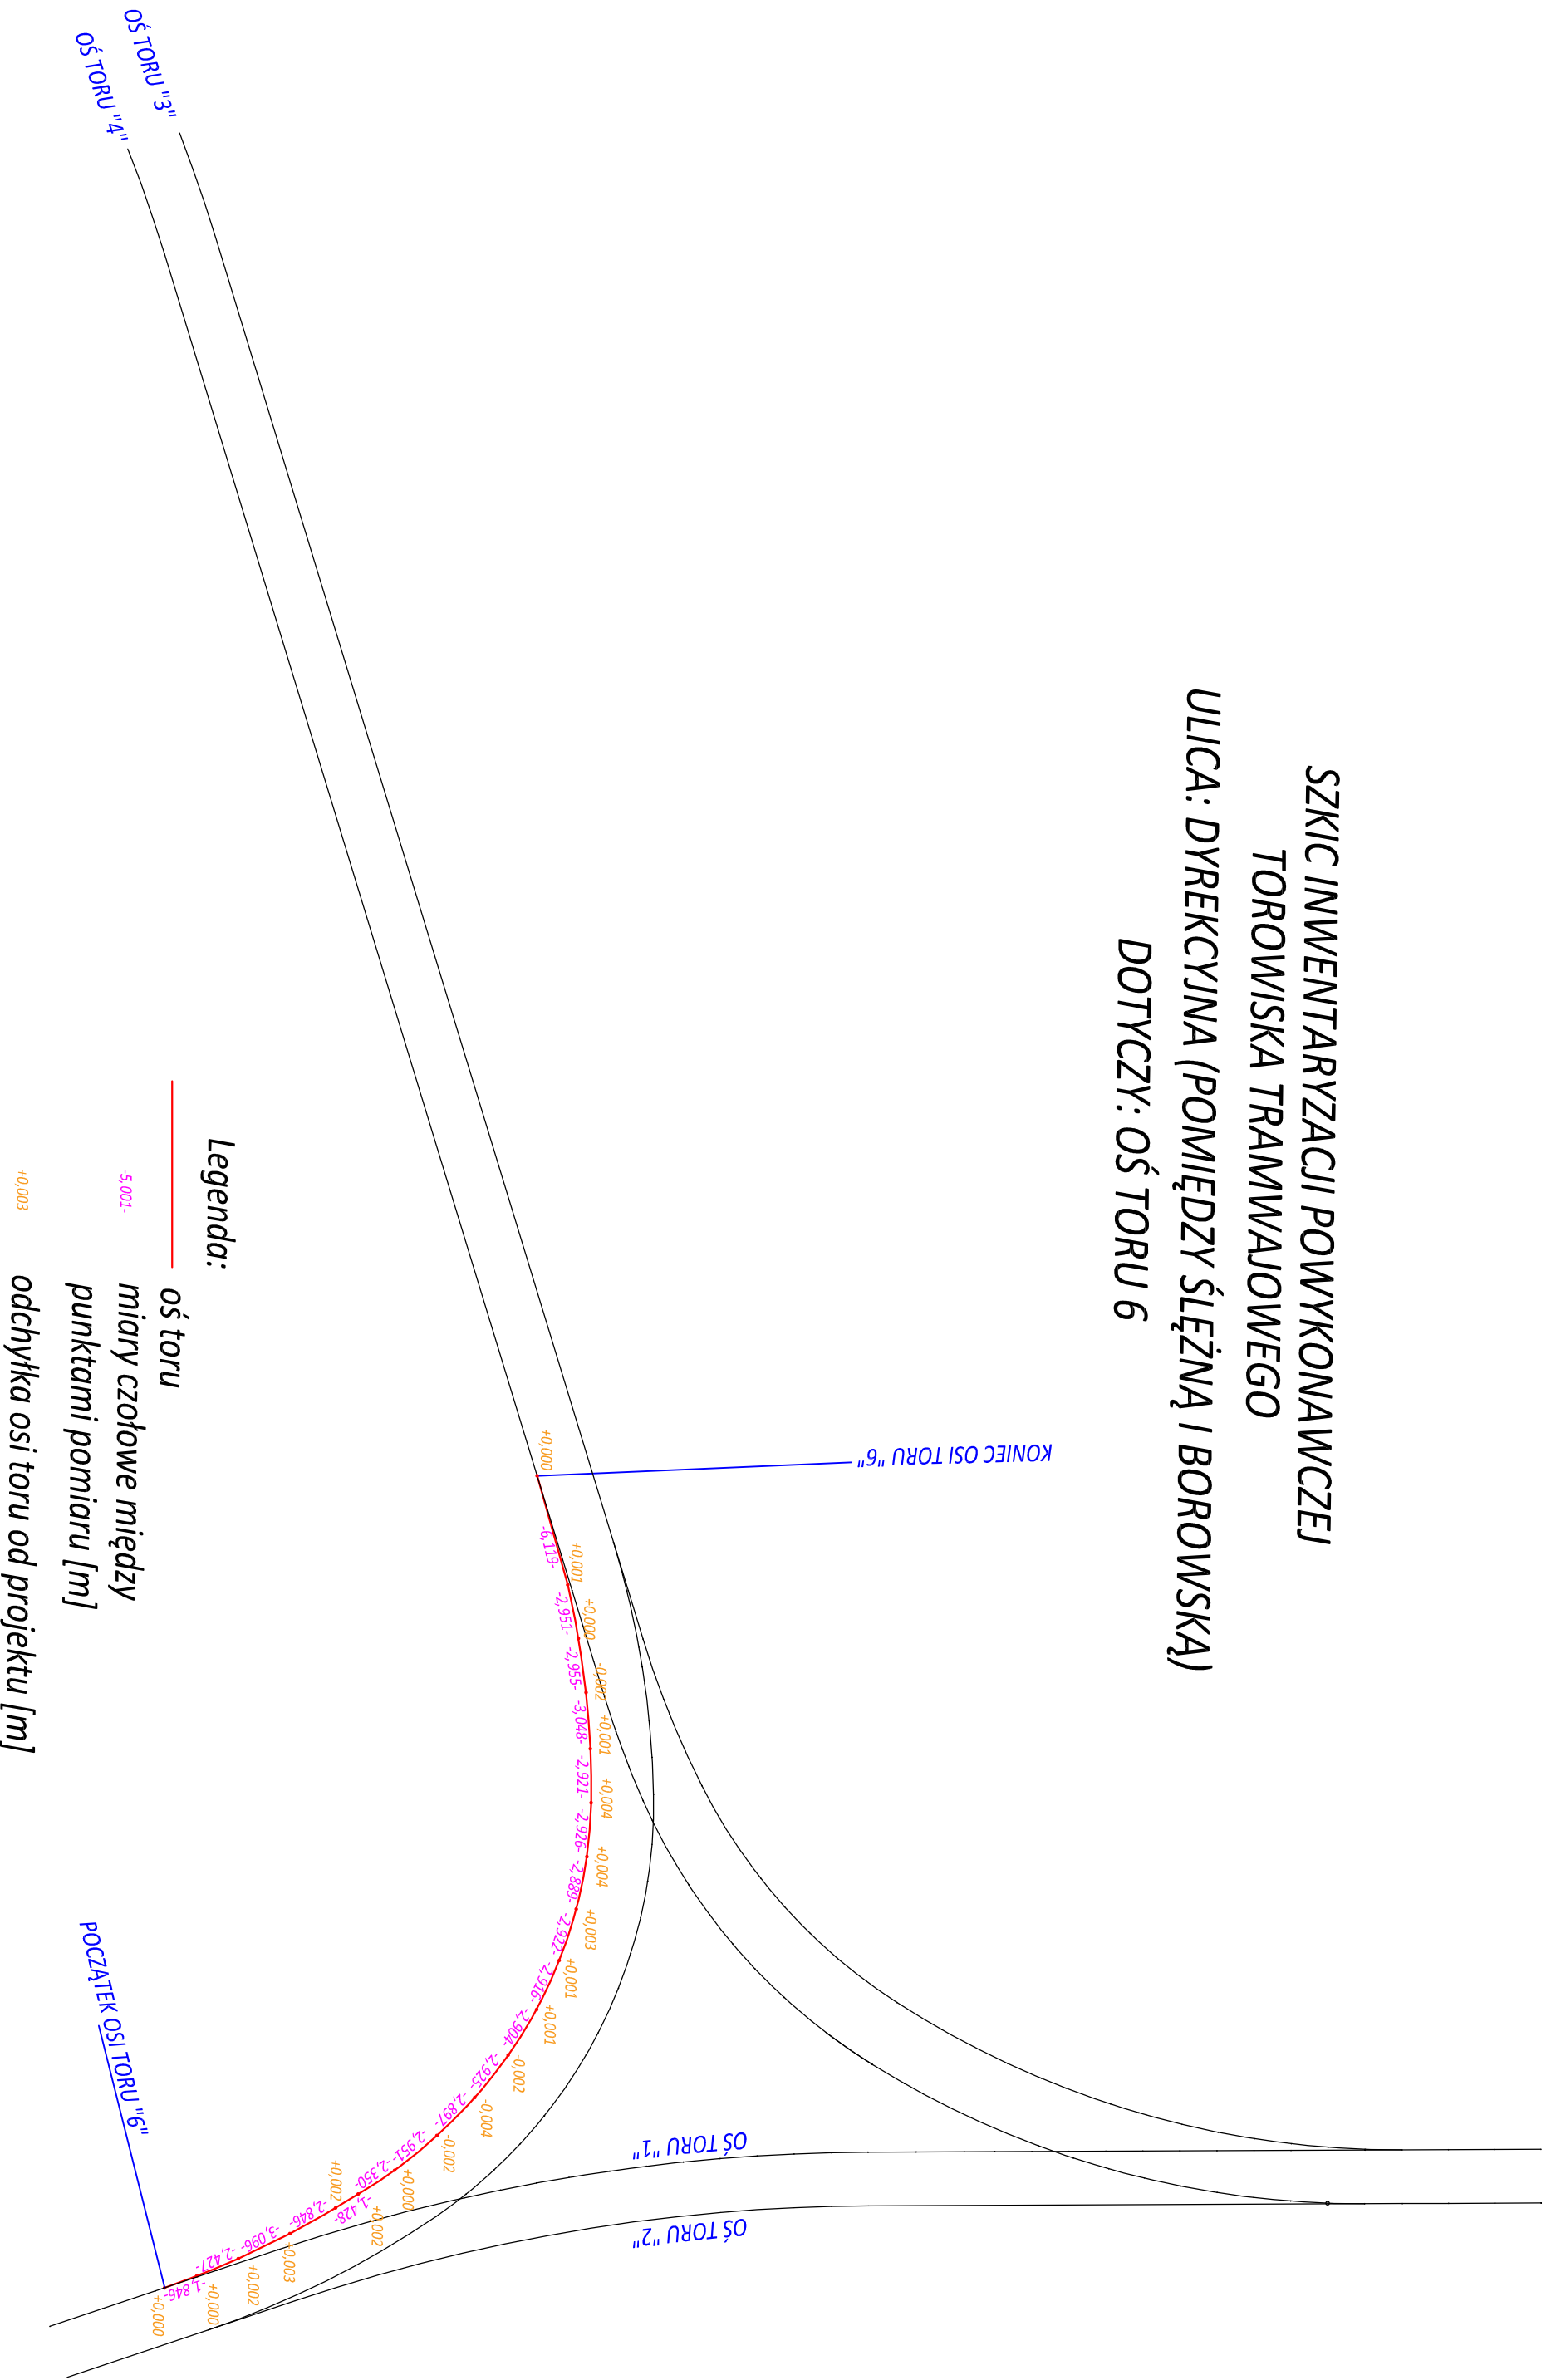 SZKIC INWENTARYZACJI POWYKONAWCZEJ
TOROWISKA TRAMWAJOWEGO
ULICA: DYREKCYJNA (POMIĘDZY ŚLĘŻNĄ I BOROWSKĄ)
DOTYCZY: OŚ TORU 6
OŚ TORU "3"
OŚ TORU "4"
KONIEC OSI TORU "6"
OŚ TORU "1"
OŚ TORU "2"
POCZĄTEK OSI TORU "6"
+0,000
-6,119-
+0,001
-2,951-
+0,000
-2,955-
-0,002
-3,048-
+0,001
-2,921-
+0,004
-2,926-
+0,004
-2,889-
+0,003
-2,922-
+0,001
-2,916-
+0,001
-2,904-
-0,002
-2,925-
-0,004
-2,897-
-0,002
-2,951-
+0,000
-2,350-
+0,002
-1,428-
+0,002
-2,846-
+0,003
-3,096-
+0,002
-2,427-
+0,000
-1,846-
+0,000
Legenda:
oś toru
-5,001-
miary czołowe między
punktami pomiaru [m]
+0,003
odchyłka osi toru od projektu [m]